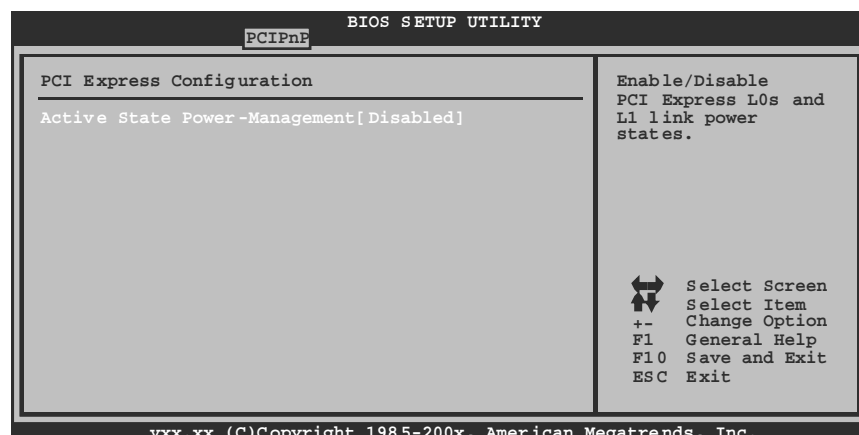 BIOS SETUP UTILITY
PCIPnP
PCI Express Configuration
Active State Power-Management[Disabled]
Enable/Disable
PCI Express L0s and
L1 link power
states.
Select Screen
Select Item
+- Change Option
F1 General Help
F10 Save and Exit
ESC Exit
vxx.xx (C)Copyright 1985-200x, American Megatrends, Inc.